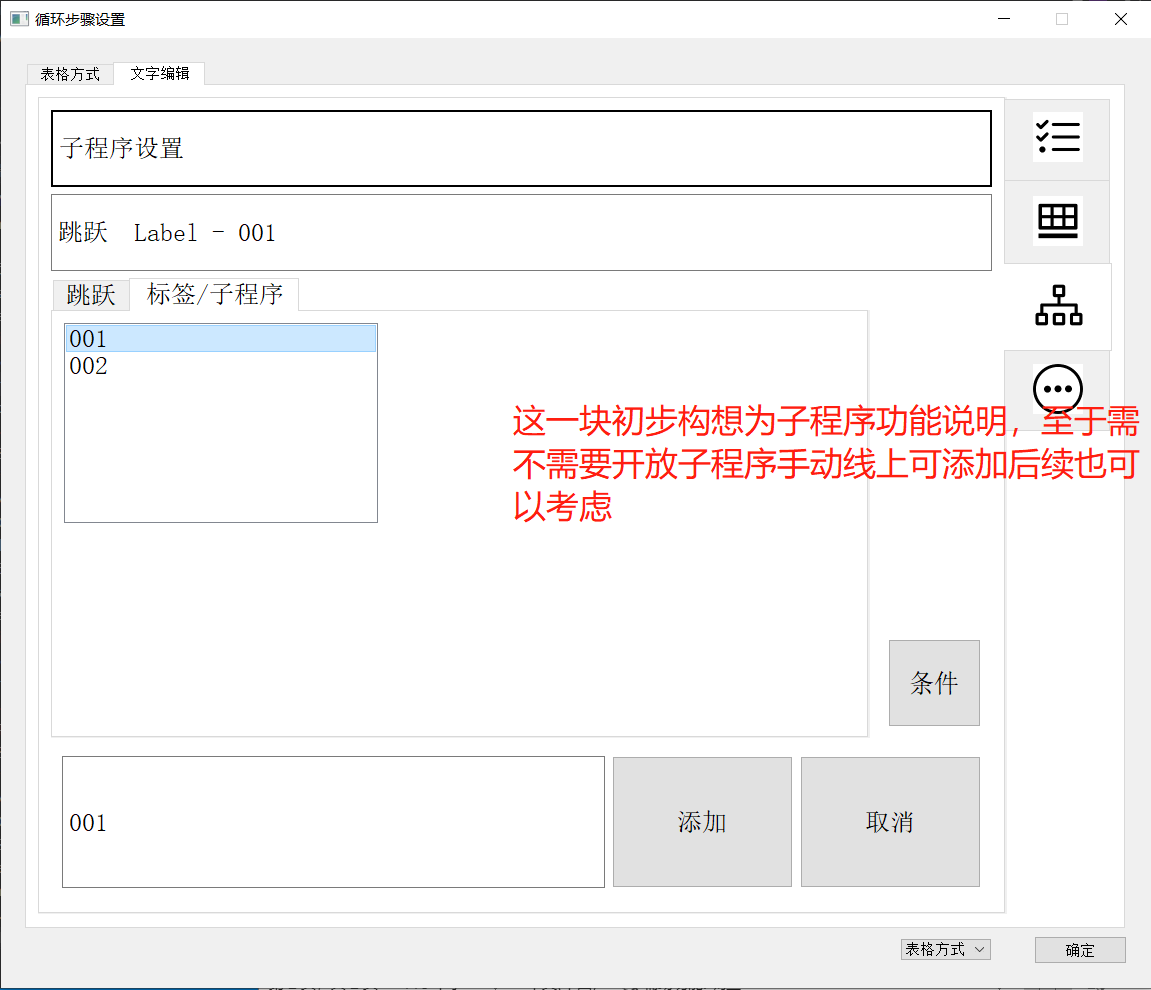 循环步骤设置
表格方式
文字编辑
子程序设置
跳跃 Label - 001
跳跃
标签/子程序
001
002
这一块初步构想为子程序功能说明，至于需
不需要开放子程序手动线上可添加后续也可
以考虑
条件
001
添加
取消
表格方式
确定